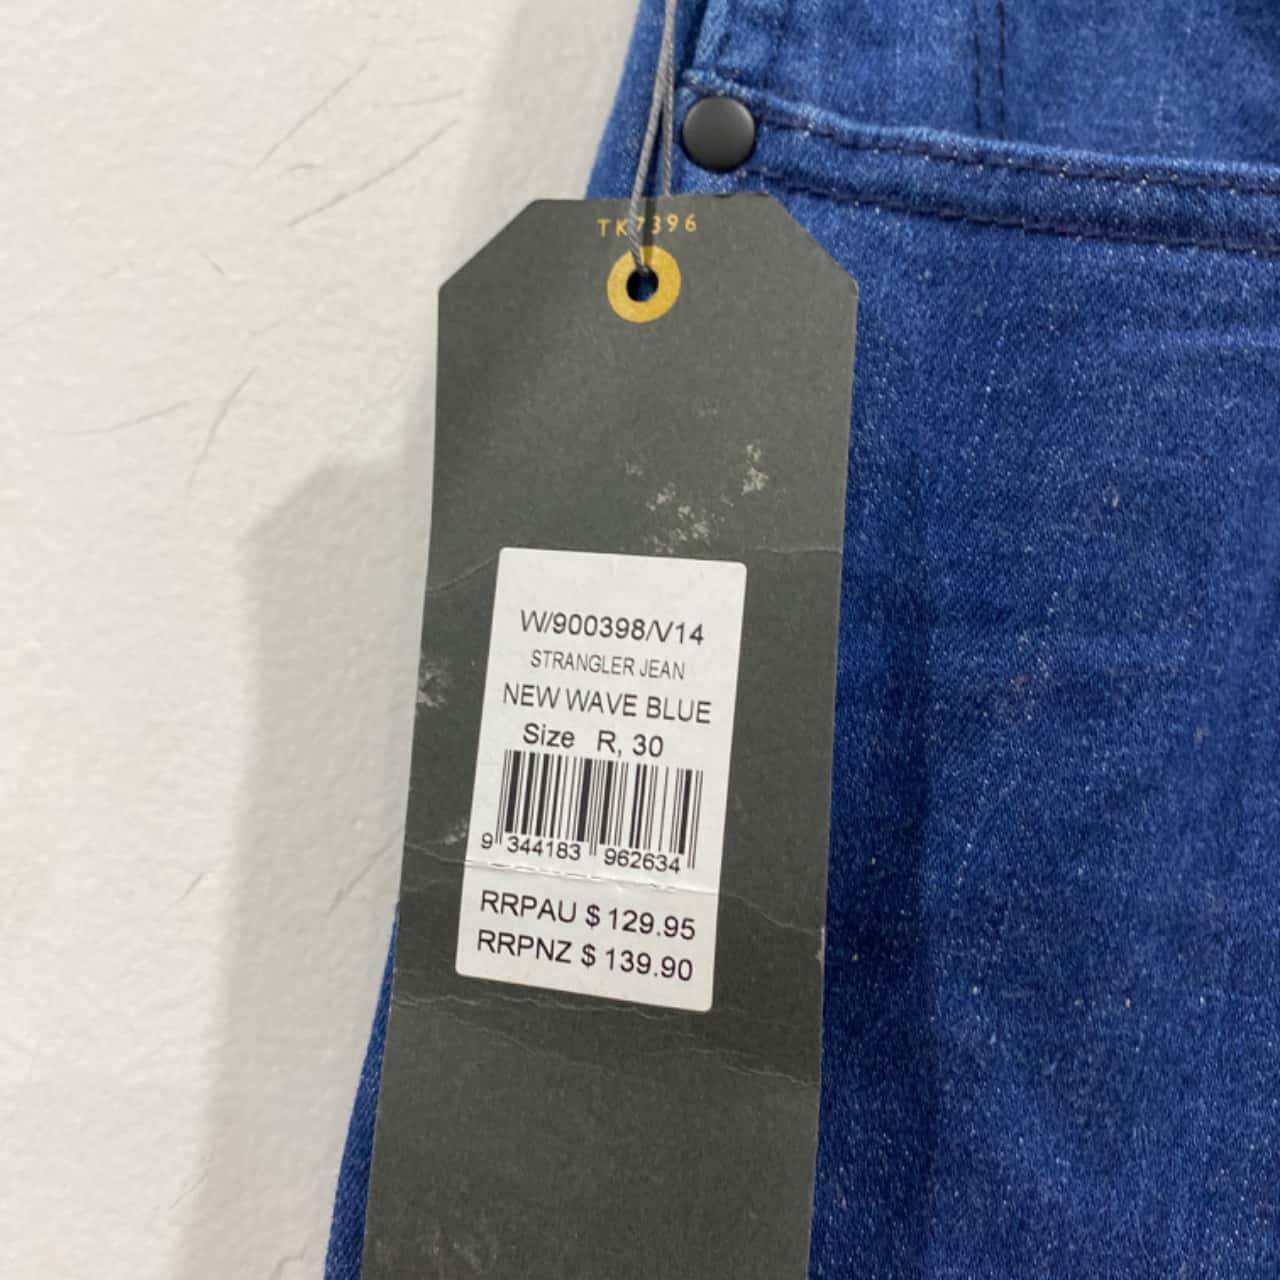 TK7396
W/900398/V14
STRANGLER JEAN
NEW WAVE BLUE
Size R, 30
9 344183 962634
RRPAU $ 129.95
RRPNZ $ 139.90